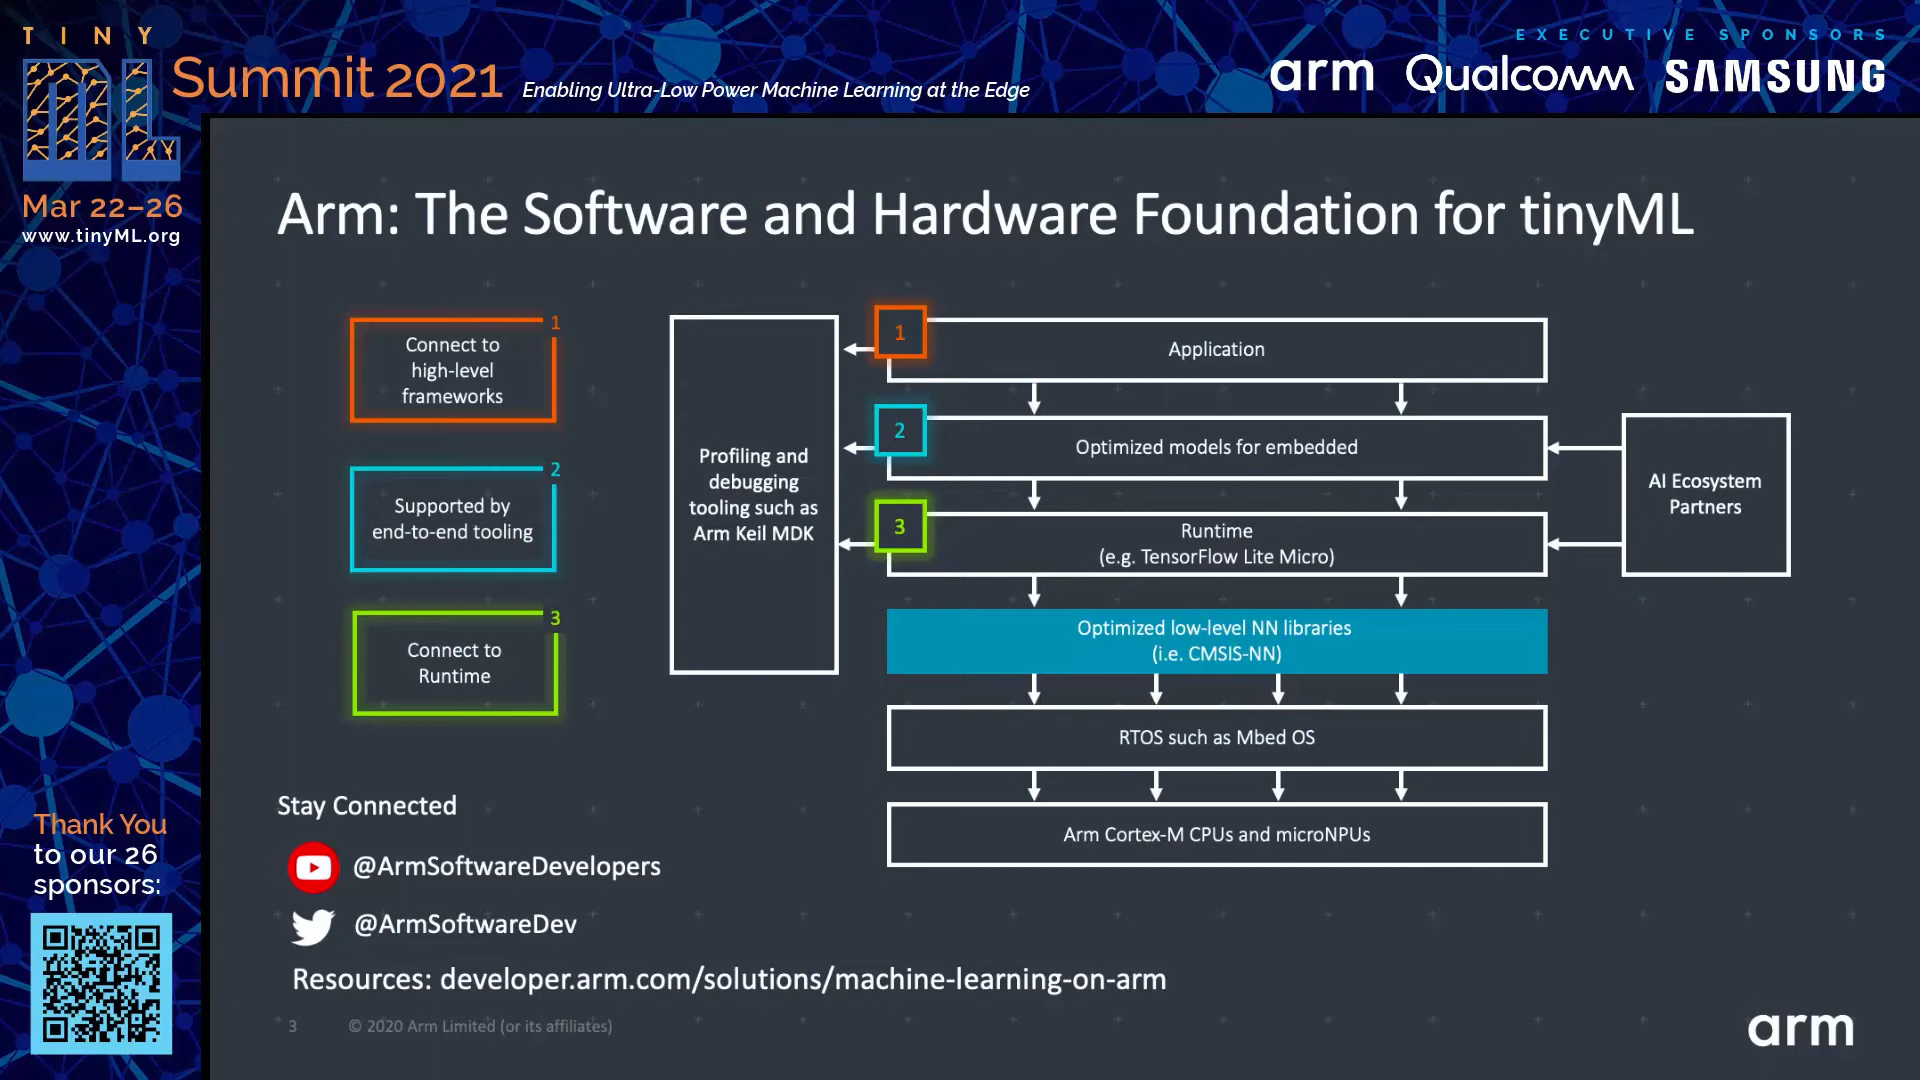 TINY
ML
Summit 2021
Enabling Ultra-Low Power Machine Learning at the Edge
EXECUTIVE SPONSORS
arm Qualcomm SAMSUNG
Mar 22–26
www.tinyML.org
Arm: The Software and Hardware Foundation for tinyML
1
Connect to
high-level
frameworks
2
Supported by
end-to-end tooling
3
Connect to
Runtime
Profiling and
debugging
tooling such as
Arm Keil MDK
1
Application
2
Optimized models for embedded
3
Runtime
(e.g. TensorFlow Lite Micro)
Optimized low-level NN libraries
(i.e. CMSIS-NN)
RTOS such as Mbed OS
Arm Cortex-M CPUs and microNPUs
AI Ecosystem
Partners
Stay Connected
@ArmSoftwareDevelopers
@ArmSoftwareDev
Resources: developer.arm.com/solutions/machine-learning-on-arm
3 © 2020 Arm Limited (or its affiliates)
arm
Thank You
to our 26
sponsors: